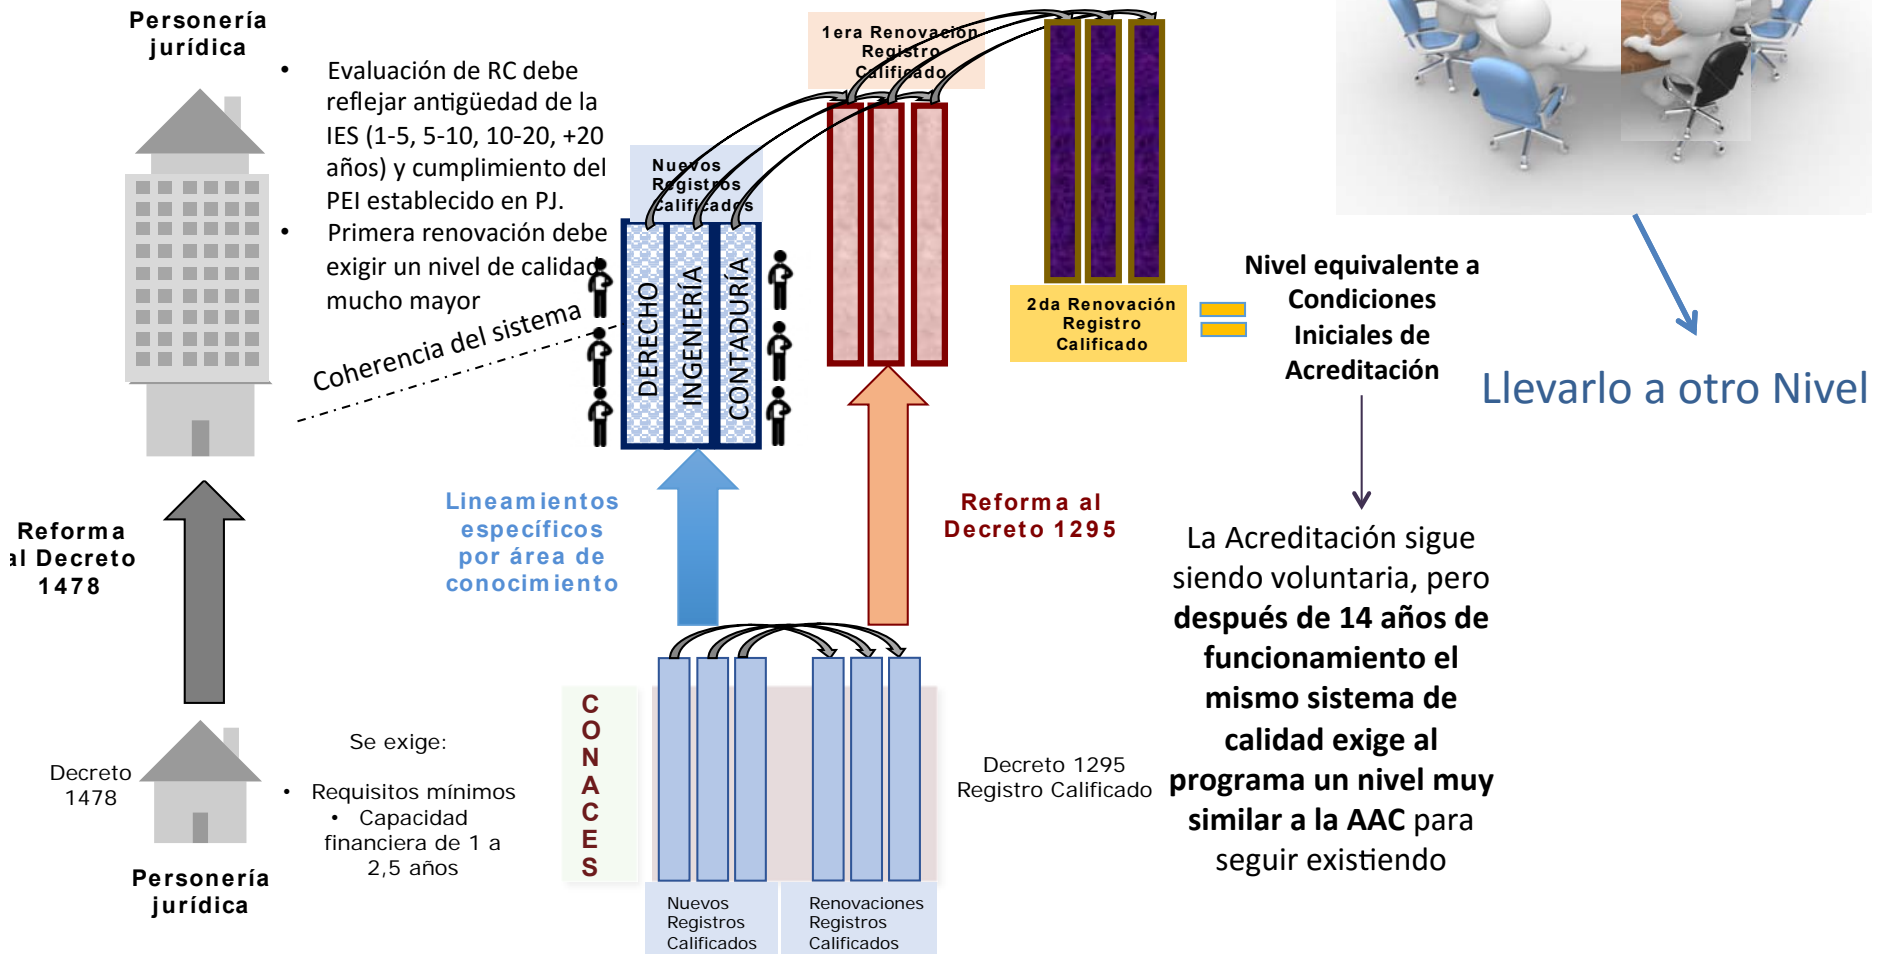 Personería
jurídica
• Evaluación de RC debe
reflejar antigüedad de la
IES (1-5, 5-10, 10-20, +20
años) y cumplimiento del
PEI establecido en PJ.
• Primera renovación debe
exigir un nivel de calidad
mucho mayor
Coherencia del sistema
Nuevos
Registros
Calificados
DERECHO
INGENIERÍA
CONTADURÍA
1era Renovación
Registro
Calificado
2da Renovación
Registro
Calificado
Nivel equivalente a
Condiciones
Iniciales de
Acreditación
Llevarlo a otro Nivel
Reforma
al Decreto
1478
Lineamientos
específicos
por área de
conocimiento
Reforma al
Decreto 1295
La Acreditación sigue
siendo voluntaria, pero
después de 14 años de
funcionamiento el
mismo sistema de
calidad exige al
programa un nivel muy
similar a la AAC para
seguir existiendo
Decreto
1478
Personería
jurídica
Se exige:
• Requisitos mínimos
• Capacidad
financiera de 1 a
2,5 años
C
O
N
A
C
E
S
Decreto 1295
Registro Calificado
Nuevos
Registros
Calificados
Renovaciones
Registros
Calificados